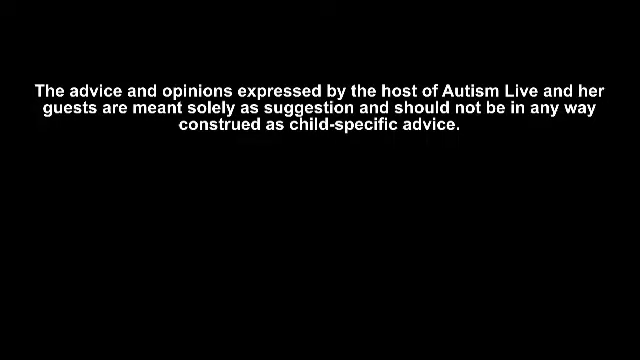 The advice and opinions expressed by the host of Autism Live and her
guests are meant solely as suggestion and should not be in any way
construed as child-specific advice.